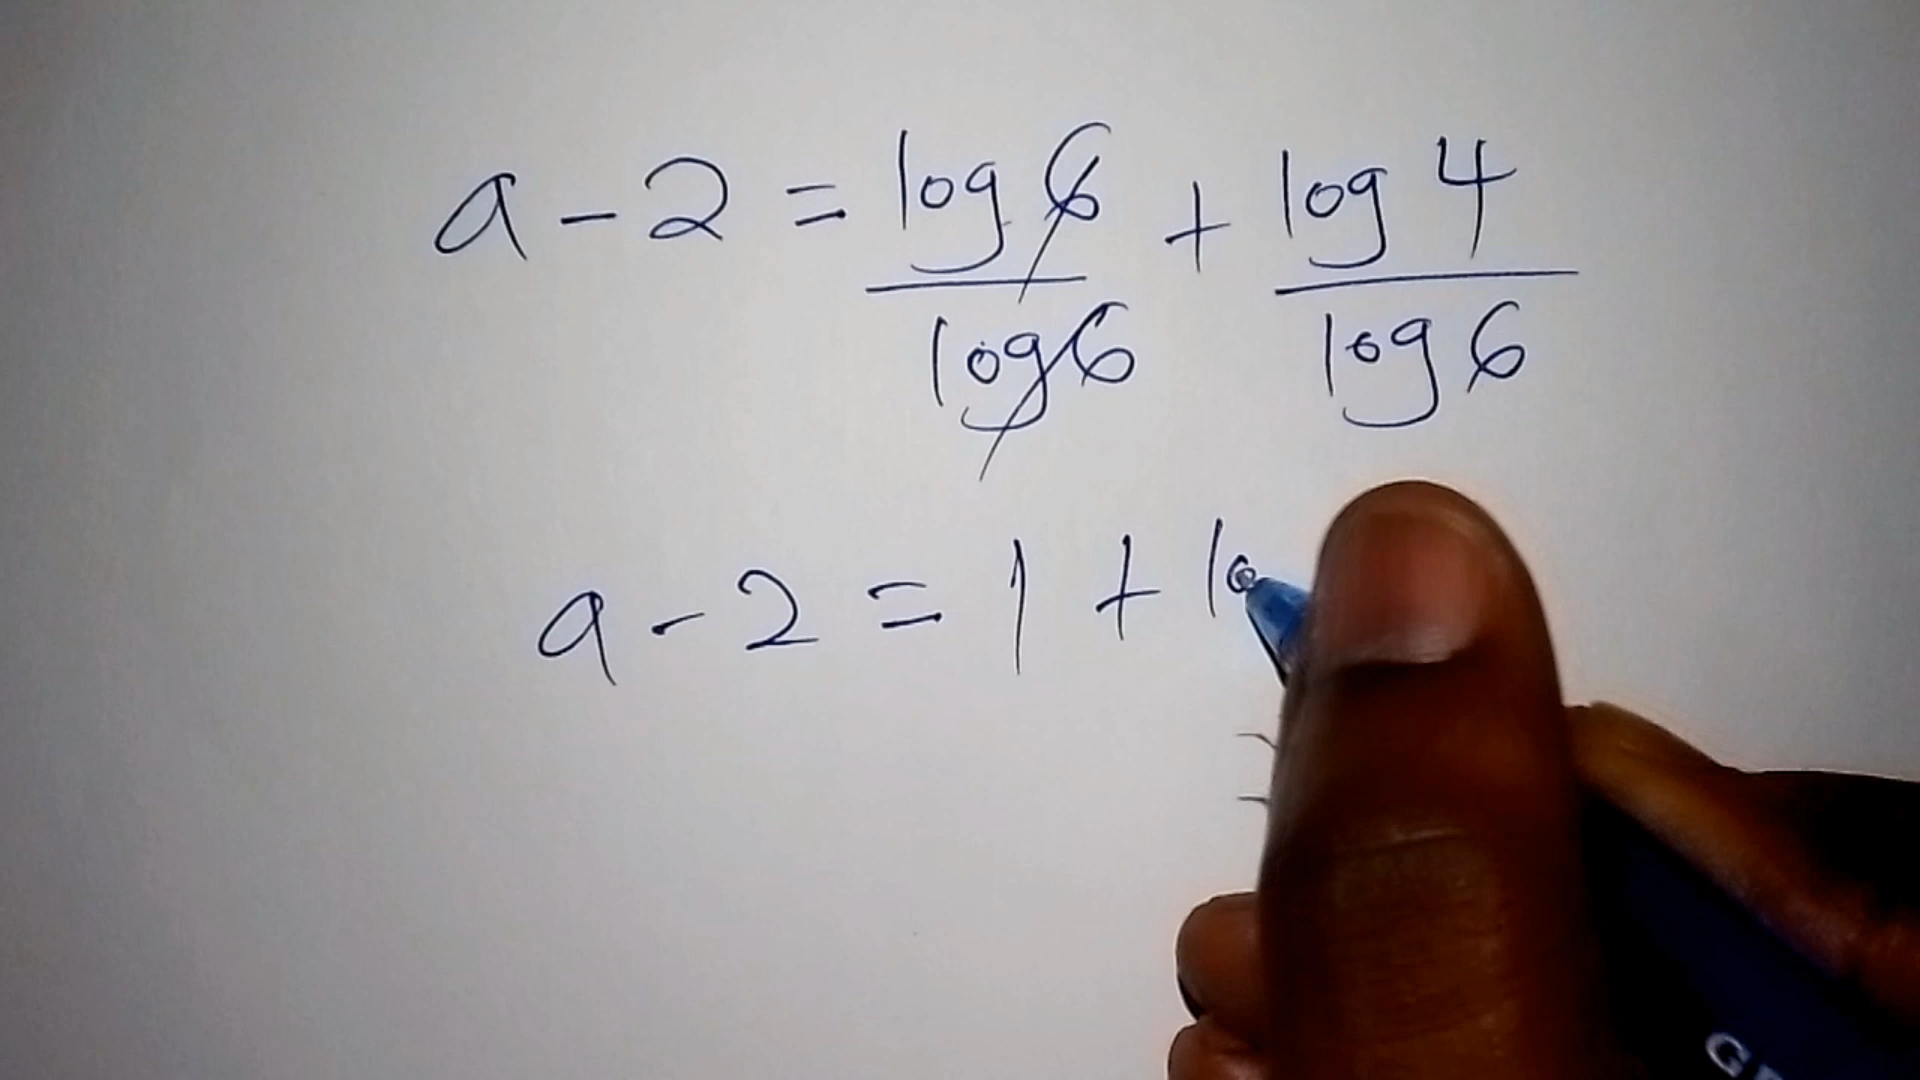 a - 2 = log 6 / log 6 + log 4 / log 6
a - 2 = 1 + lo